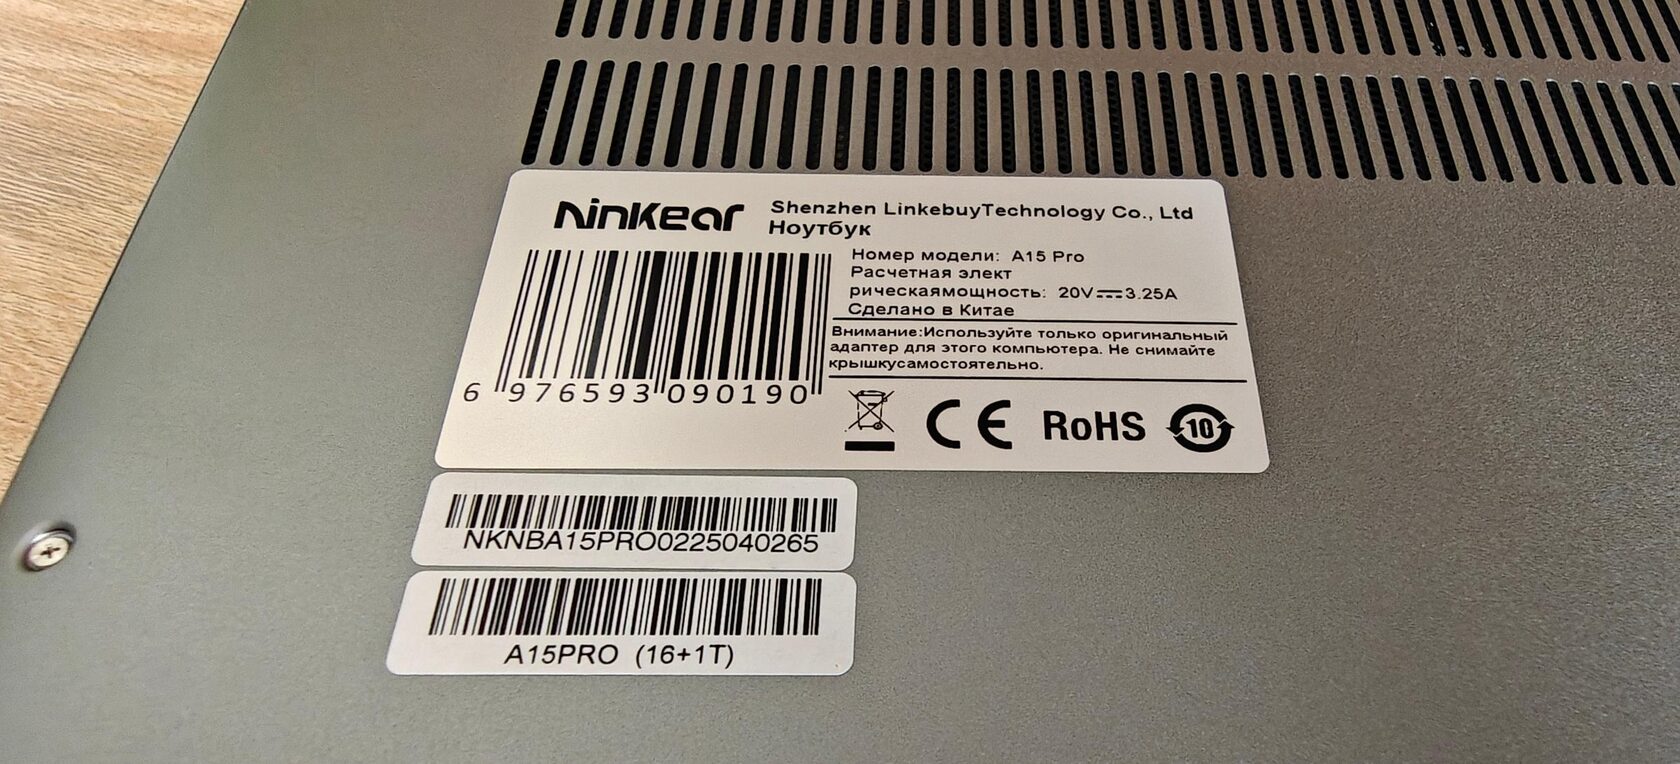 Ninkear
Shenzhen LinkebuyTechnology Co., Ltd
Ноутбук
Номер модели: A15 Pro
Расчетная элект
рическаямощность: 20V⎓3.25A
Сделано в Китае
Внимание:Используйте только оригинальный
адаптер для этого компьютера. Не снимайте
крышкусамостоятельно.
6 976593 090190
CE RoHS 10
NKNBA15PRO0225040265
A15PRO (16+1T)